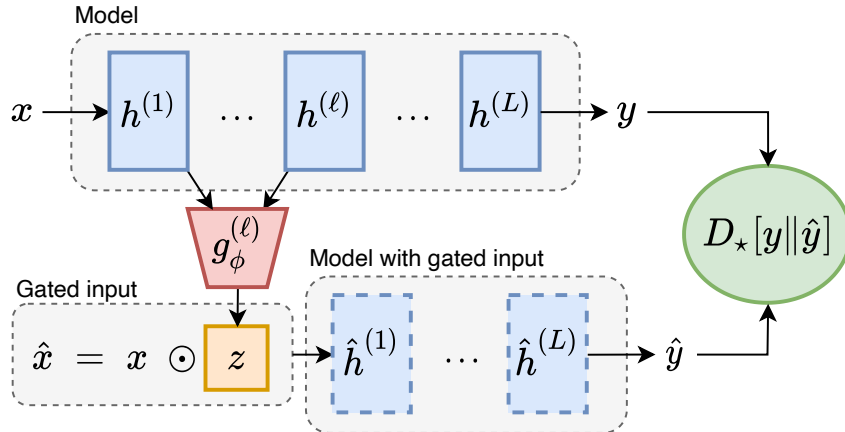 Model
x h^{(1)} … h^{(ℓ)} … h^{(L)} y
g_ϕ^{(ℓ)}
D_⋆[y‖ŷ]
Model with gated input
Gated input
x̂ = x ⊙ z ĥ^{(1)} … ĥ^{(L)} ŷ